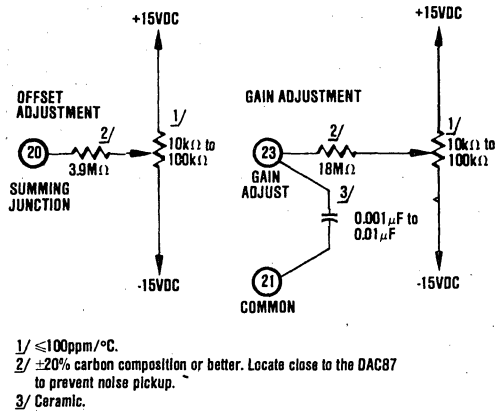 +15VDC
OFFSET
ADJUSTMENT
1/
2/
10kΩ to
100kΩ
20
3.9MΩ
SUMMING
JUNCTION
-15VDC
+15VDC
GAIN ADJUSTMENT
1/
2/
10kΩ to
100kΩ
23
18MΩ
GAIN
ADJUST
3/
0.001μF to
0.01μF
21
COMMON
-15VDC
1/ ≤100ppm/°C.
2/ ±20% carbon composition or better. Locate close to the DAC87
to prevent noise pickup.
3/ Ceramic.